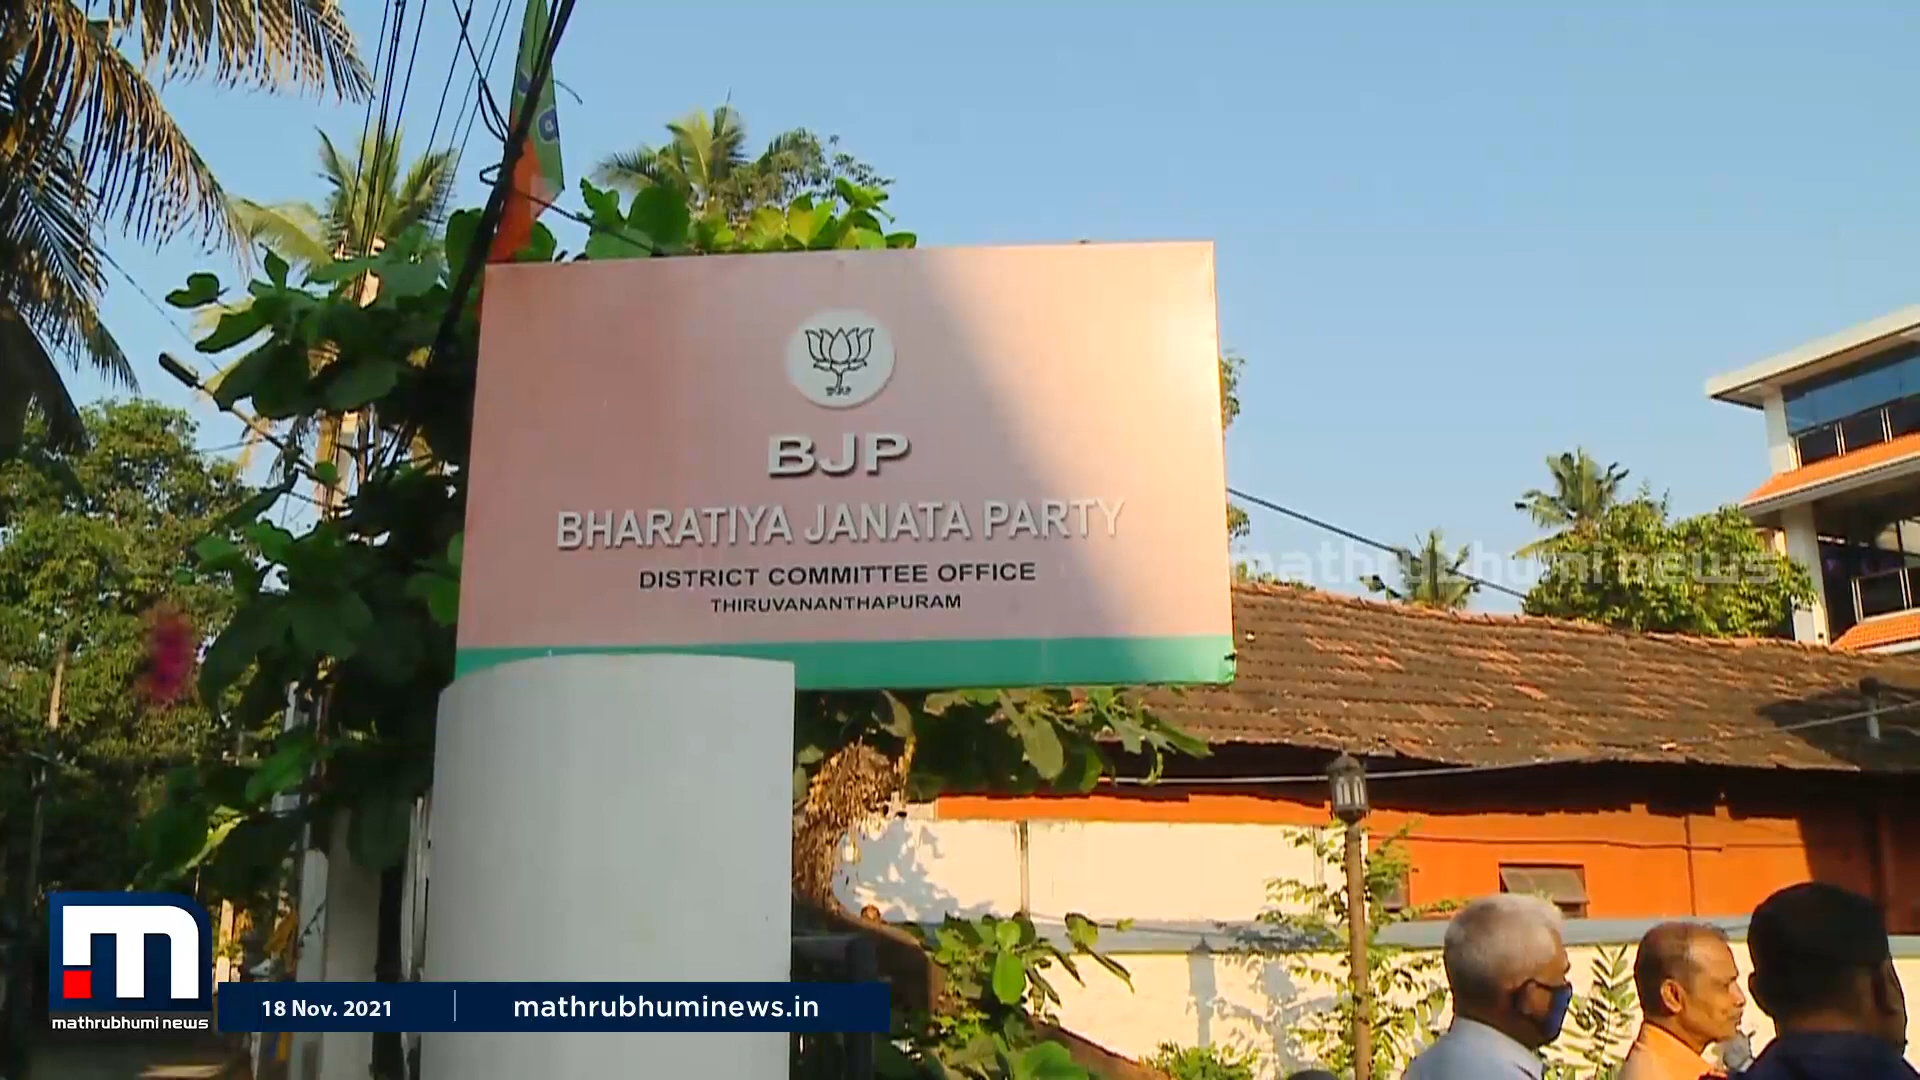 BJP
BHARATIYA JANATA PARTY
DISTRICT COMMITTEE OFFICE
THIRUVANANTHAPURAM
mathrubhumi news
mathrubhumi news
18 Nov. 2021
mathrubhuminews.in